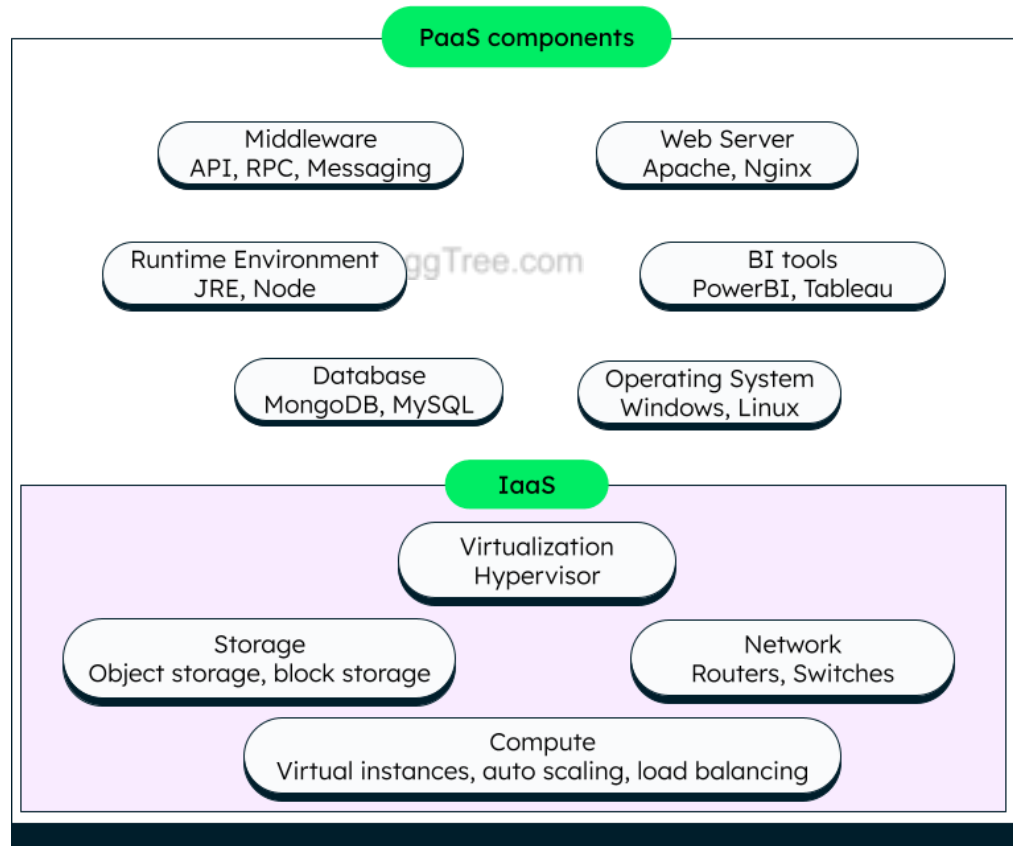 PaaS components
Middleware
API, RPC, Messaging
Web Server
Apache, Nginx
Runtime Environment
JRE, Node
ggTree.com
BI tools
PowerBI, Tableau
Database
MongoDB, MySQL
Operating System
Windows, Linux
IaaS
Virtualization
Hypervisor
Storage
Object storage, block storage
Network
Routers, Switches
Compute
Virtual instances, auto scaling, load balancing